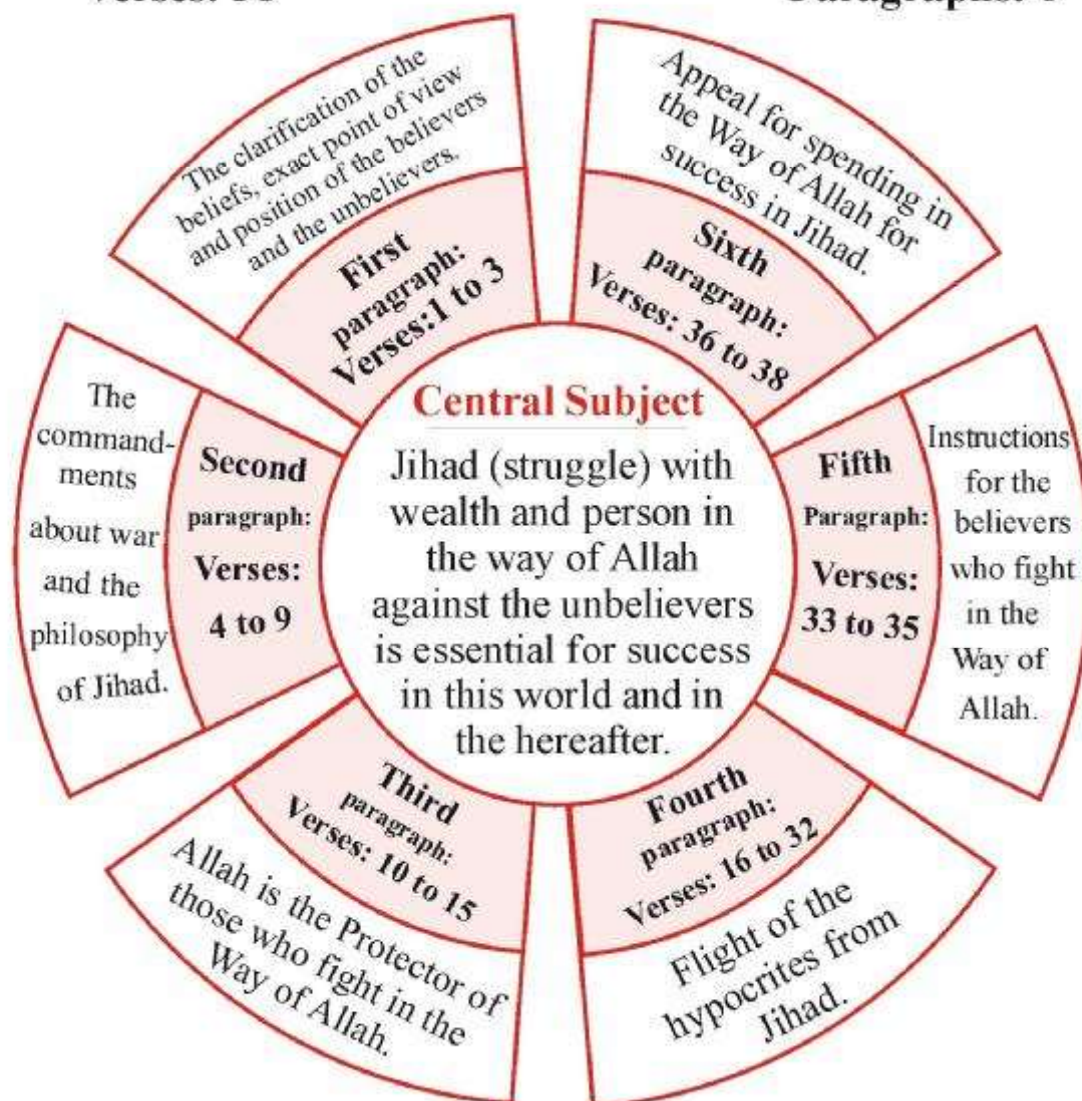 Verses:
Paragraphs:
The clarification of the
beliefs, exact point of view
and position of the believers
and the unbelievers.
First
paragraph:
Verses:1 to 3
Appeal for spending in
the Way of Allah for
success in Jihad.
Sixth
paragraph:
Verses: 36 to 38
The
command-
ments
about war
and the
philosophy
of Jihad.
Second
paragraph:
Verses:
4 to 9
Central Subject
Jihad (struggle) with
wealth and person in
the way of Allah
against the unbelievers
is essential for success
in this world and in
the hereafter.
Fifth
Paragraph:
Verses:
33 to 35
Instructions
for the
believers
who fight
in the
Way of
Allah.
Third
paragraph:
Verses: 10 to 15
Allah is the Protector of
those who fight in the
Way of Allah.
Fourth
paragraph:
Verses: 16 to 32
Flight of the
hypocrites from
Jihad.